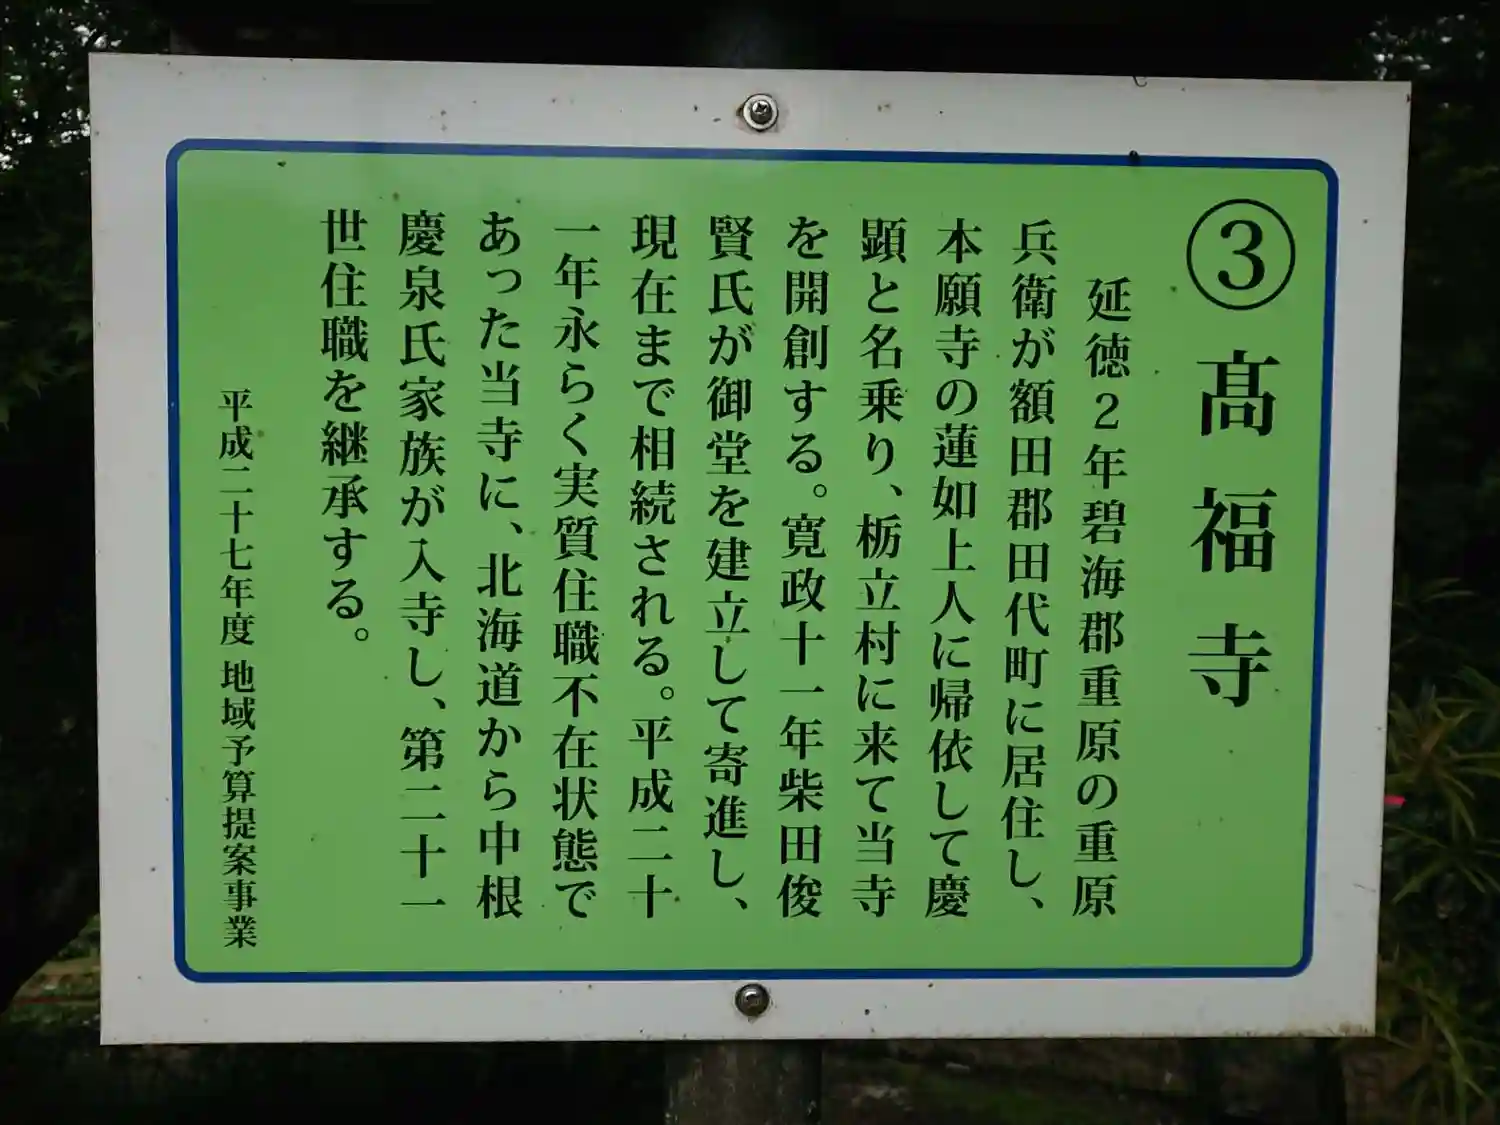 ③髙福寺
延徳2年碧海郡重原の重原
兵衛が額田郡田代町に居住し、
本願寺の蓮如上人に帰依して慶
顕と名乗り、栃立村に来て当寺
を開創する。寛政十一年柴田俊
賢氏が御堂を建立して寄進し、
現在まで相続される。平成二十
一年永らく実質住職不在状態で
あった当寺に、北海道から中根
慶泉氏家族が入寺し、第二十一
世住職を継承する。
平成二十七年度 地域予算提案事業